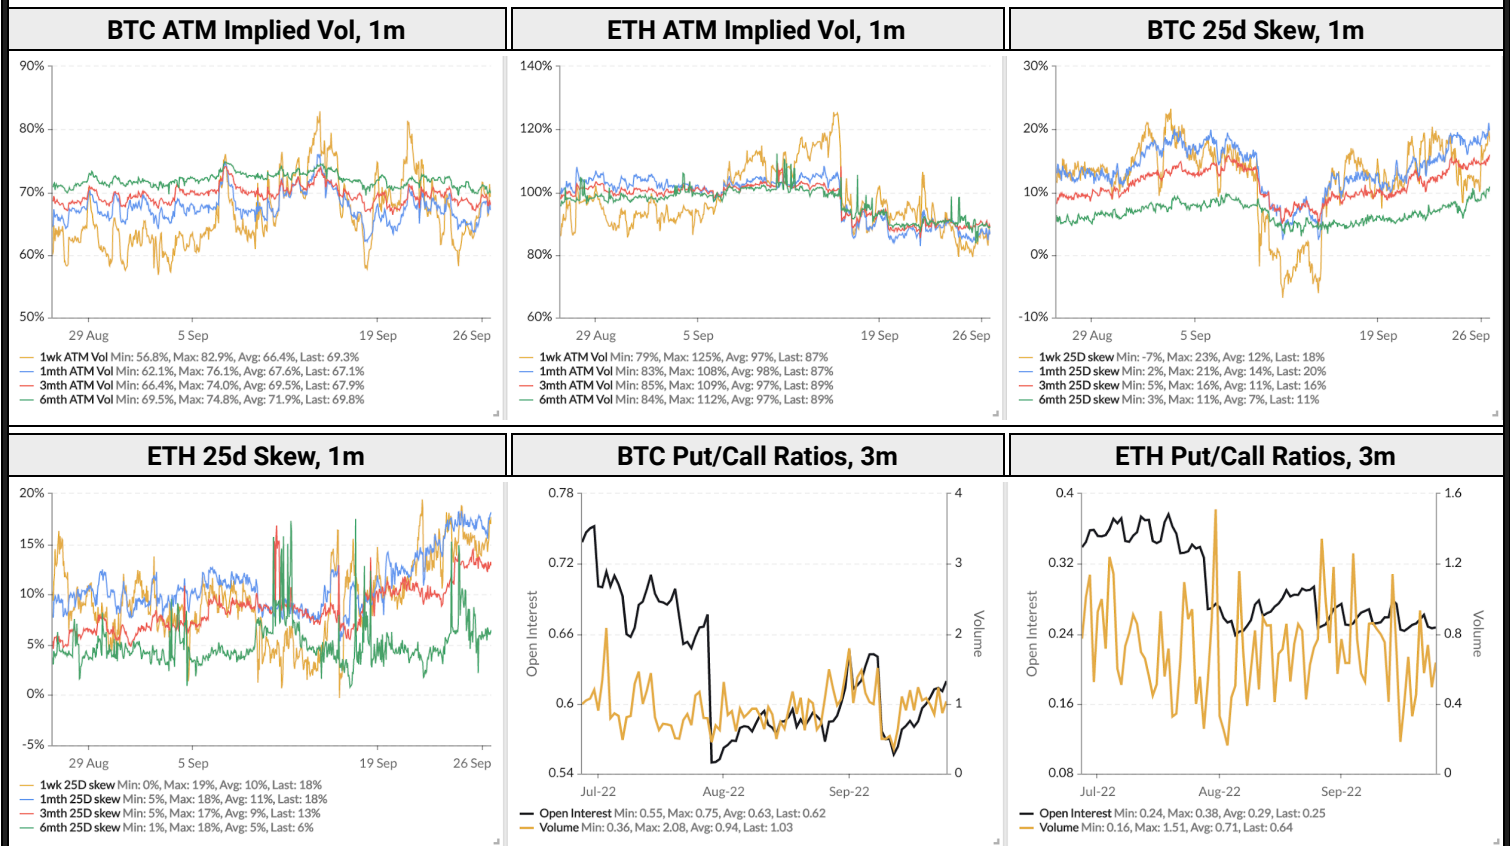 BTC ATM Implied Vol, 1m
90%
80%
70%
60%
50%
29 Aug 5 Sep 19 Sep 26 Sep
1wk ATM Vol Min: 56.8%, Max: 82.9%, Avg: 66.4%, Last: 69.3%
1mth ATM Vol Min: 62.1%, Max: 76.1%, Avg: 67.6%, Last: 67.1%
3mth ATM Vol Min: 66.4%, Max: 74.0%, Avg: 69.5%, Last: 67.9%
6mth ATM Vol Min: 69.5%, Max: 74.8%, Avg: 71.9%, Last: 69.8%
ETH ATM Implied Vol, 1m
140%
120%
100%
80%
60%
29 Aug 5 Sep 19 Sep 26 Sep
1wk ATM Vol Min: 79%, Max: 125%, Avg: 97%, Last: 87%
1mth ATM Vol Min: 83%, Max: 108%, Avg: 98%, Last: 87%
3mth ATM Vol Min: 85%, Max: 109%, Avg: 97%, Last: 89%
6mth ATM Vol Min: 84%, Max: 112%, Avg: 97%, Last: 89%
BTC 25d Skew, 1m
30%
20%
10%
0%
-10%
29 Aug 5 Sep 19 Sep 26 Sep
1wk 25D skew Min: -7%, Max: 23%, Avg: 12%, Last: 18%
1mth 25D skew Min: 2%, Max: 21%, Avg: 14%, Last: 20%
3mth 25D skew Min: 5%, Max: 16%, Avg: 11%, Last: 16%
6mth 25D skew Min: 3%, Max: 11%, Avg: 7%, Last: 11%
ETH 25d Skew, 1m
20%
15%
10%
5%
0%
-5%
29 Aug 5 Sep 19 Sep 26 Sep
1wk 25D skew Min: 0%, Max: 19%, Avg: 10%, Last: 18%
1mth 25D skew Min: 5%, Max: 18%, Avg: 11%, Last: 18%
3mth 25D skew Min: 5%, Max: 17%, Avg: 9%, Last: 13%
6mth 25D skew Min: 1%, Max: 18%, Avg: 5%, Last: 6%
BTC Put/Call Ratios, 3m
0.78 4
0.72 3
0.66 2
0.6 1
0.54 0
Open Interest
Volume
Jul-22 Aug-22 Sep-22
Open Interest Min: 0.55, Max: 0.75, Avg: 0.63, Last: 0.62
Volume Min: 0.36, Max: 2.08, Avg: 0.94, Last: 1.03
ETH Put/Call Ratios, 3m
0.4 1.6
0.32 1.2
0.24 0.8
0.16 0.4
0.08 0
Open Interest
Volume
Jul-22 Aug-22 Sep-22
Open Interest Min: 0.24, Max: 0.38, Avg: 0.29, Last: 0.25
Volume Min: 0.16, Max: 1.51, Avg: 0.71, Last: 0.64